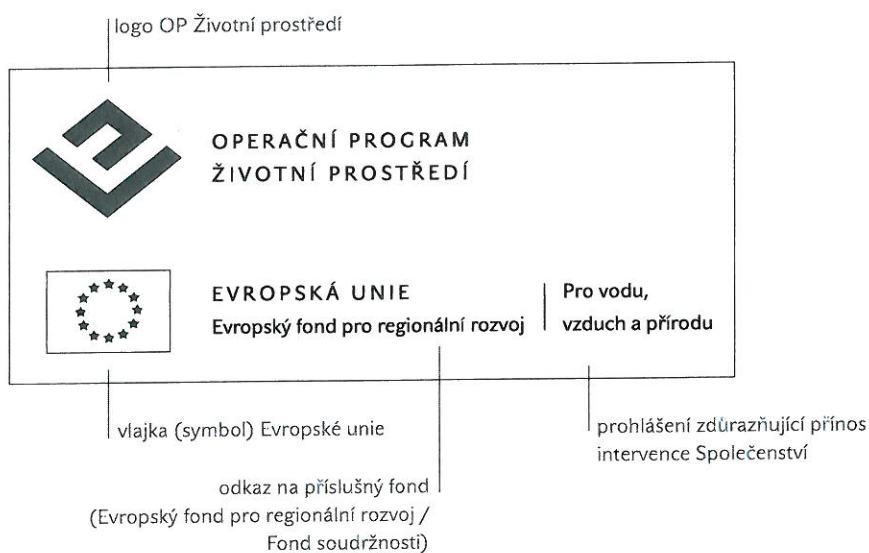 logo OP Životní prostředí
OPERAČNÍ PROGRAM
ŽIVOTNÍ PROSTŘEDÍ
EVROPSKÁ UNIE
Evropský fond pro regionální rozvoj
Pro vodu,
vzduch a přírodu
vlajka (symbol) Evropské unie
prohlášení zdůrazňující přínos
intervence Společenství
odkaz na příslušný fond
(Evropský fond pro regionální rozvoj /
Fond soudržnosti)